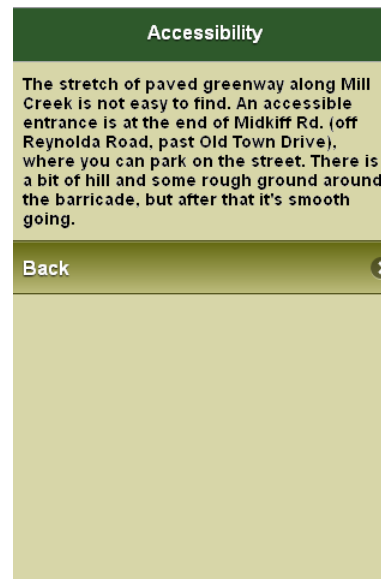 Accessibility
The stretch of paved greenway along Mill
Creek is not easy to find. An accessible
entrance is at the end of Midkiff Rd. (off
Reynolda Road, past Old Town Drive),
where you can park on the street. There is
a bit of hill and some rough ground around
the barricade, but after that it's smooth
going.
Back